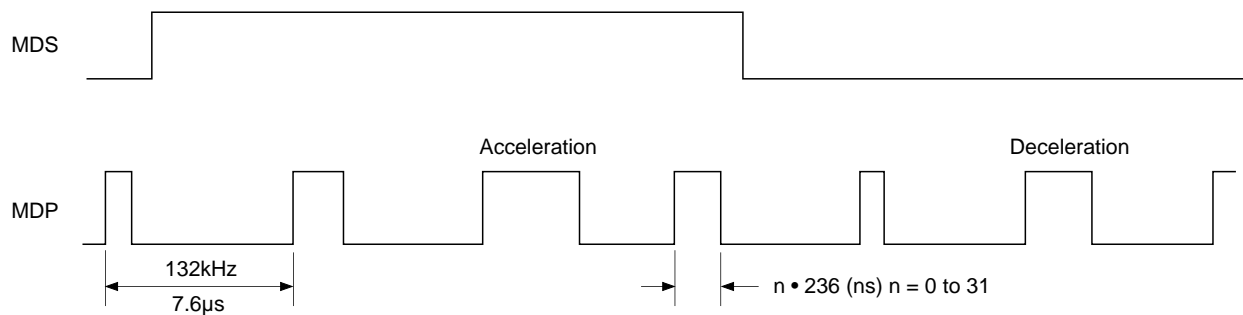 MDS
Acceleration
Deceleration
MDP
132kHz
7.6µs
n • 236 (ns) n = 0 to 31